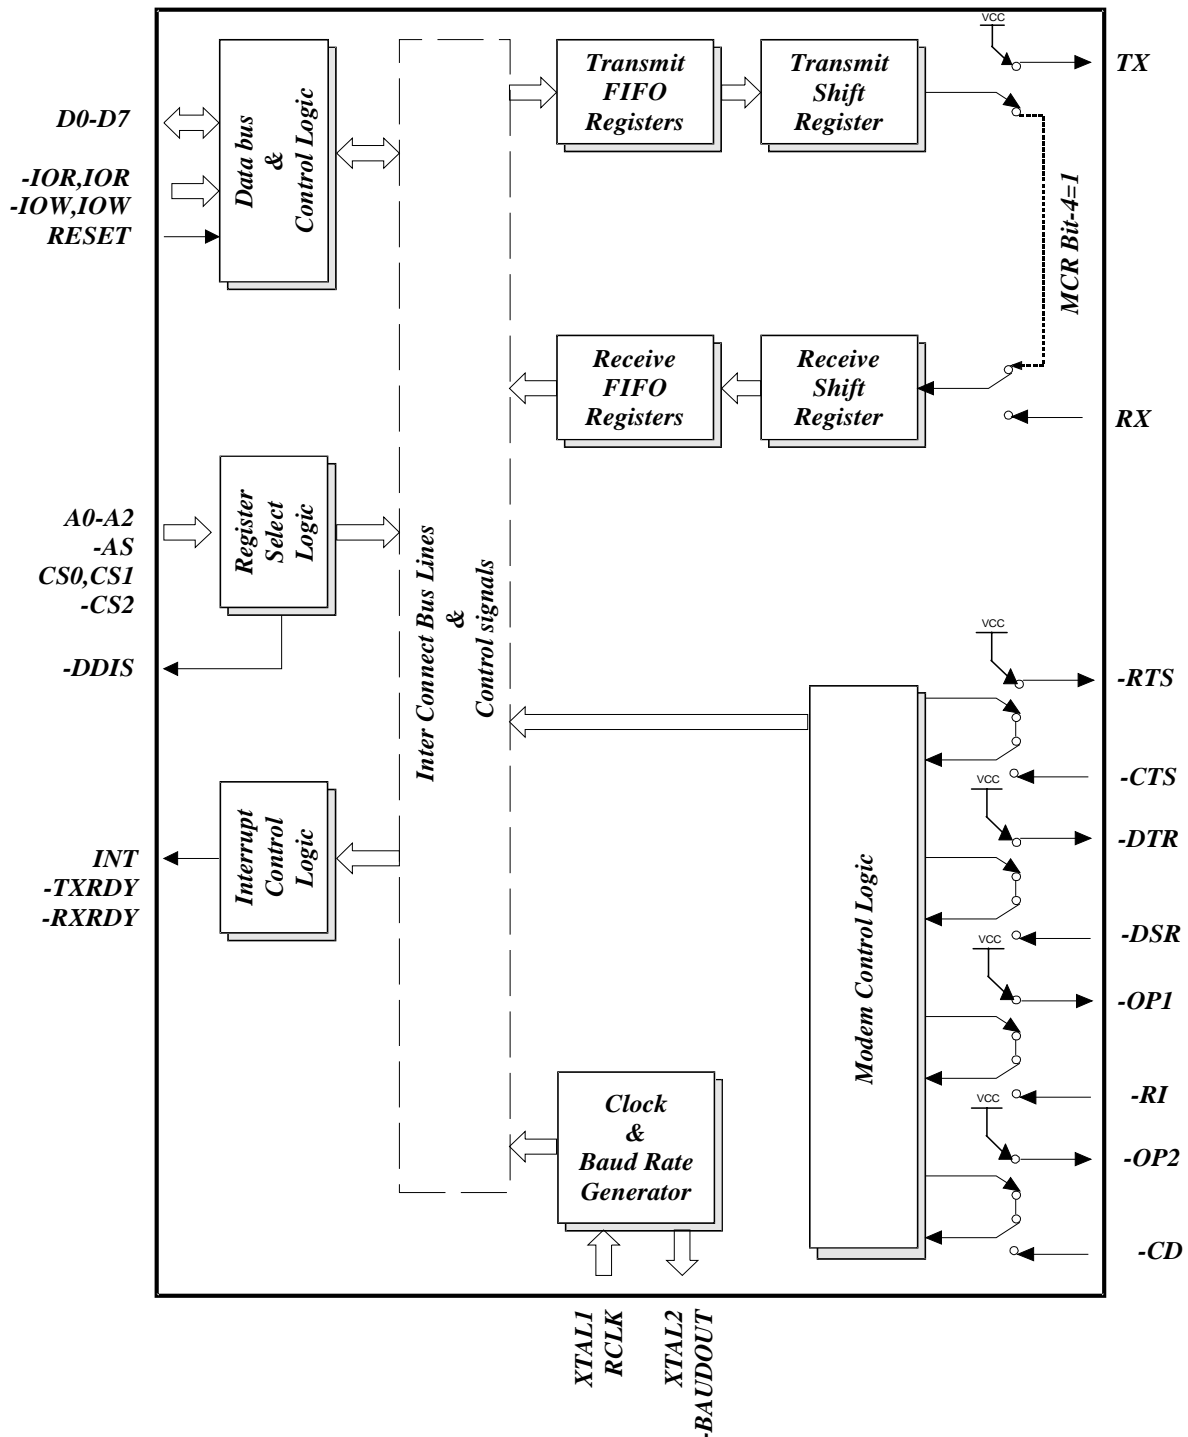 D0-D7
-IOR,IOR
-IOW,IOW
RESET
Data bus
&
Control Logic
A0-A2
-AS
CS0,CS1
-CS2
-DDIS
Register
Select
Logic
INT
-TXRDY
-RXRDY
Interrupt
Control
Logic
Inter Connect Bus Lines
&
Control signals
Transmit
FIFO
Registers
Transmit
Shift
Register
VCC
TX
MCR Bit-4=1
Receive
FIFO
Registers
Receive
Shift
Register
RX
Modem Control Logic
VCC
-RTS
-CTS
VCC
-DTR
-DSR
VCC
-OP1
-RI
VCC
-OP2
-CD
Clock
&
Baud Rate
Generator
XTAL1
RCLK
XTAL2
-BAUDOUT